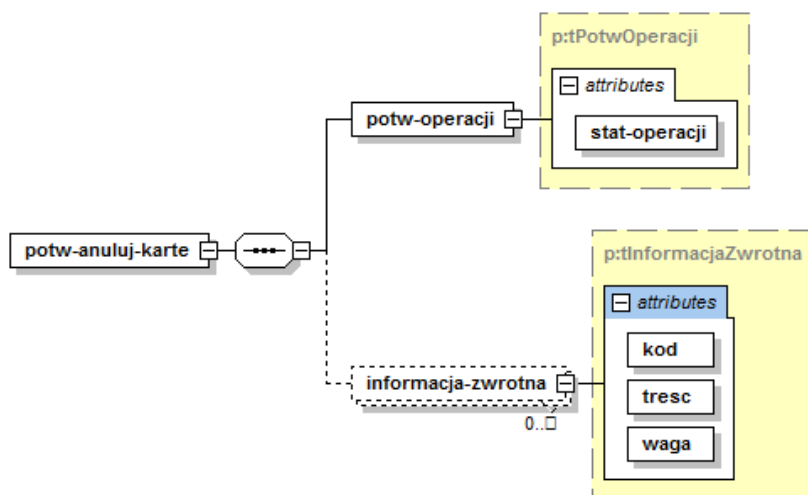 p:tPotwOperacji
attributes
potw-operacji
stat-operacji
potw-anuluj-karte
p:tInformacjaZwrotna
attributes
kod
informacja-zwrotna
tresc
0..□
waga